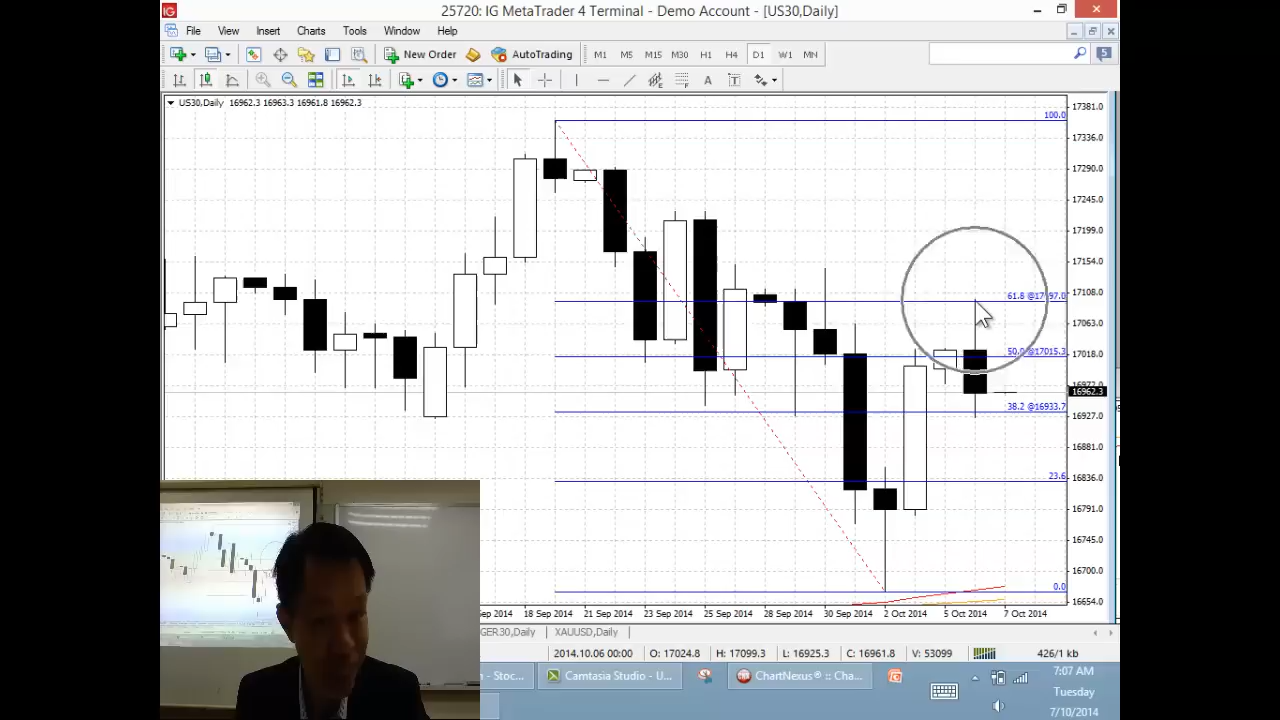 25720: IG MetaTrader 4 Terminal - Demo Account - [US30,Daily]
File View Insert Charts Tools Window Help
New Order AutoTrading M5 M15 M30 H1 H4 D1 W1 MN
5
US30,Daily 16962.3 16963.3 16961.8 16962.3
17381.0
100.0
17336.0
17290.0
17245.0
17199.0
17154.0
17108.0
61.8 @17097.0
17063.0
17018.0
50.0 @17015.3
16972.0
16962.3
38.2 @16933.7
16927.0
16881.0
23.6
16836.0
16791.0
16745.0
16700.0
0.0
16654.0
Sep 2014 18 Sep 2014 21 Sep 2014 23 Sep 2014 25 Sep 2014 28 Sep 2014 30 Sep 2014 2 Oct 2014 5 Oct 2014 7 Oct 2014
GER30,Daily XAUUSD,Daily
2014.10.06 00:00 O: 17024.8 H: 17099.3 L: 16925.3 C: 16961.8 V: 53099 426/1 kb
- Stoc... Camtasia Studio - U... ChartNexus® :: Cha...
7:07 AM
Tuesday
7/10/2014